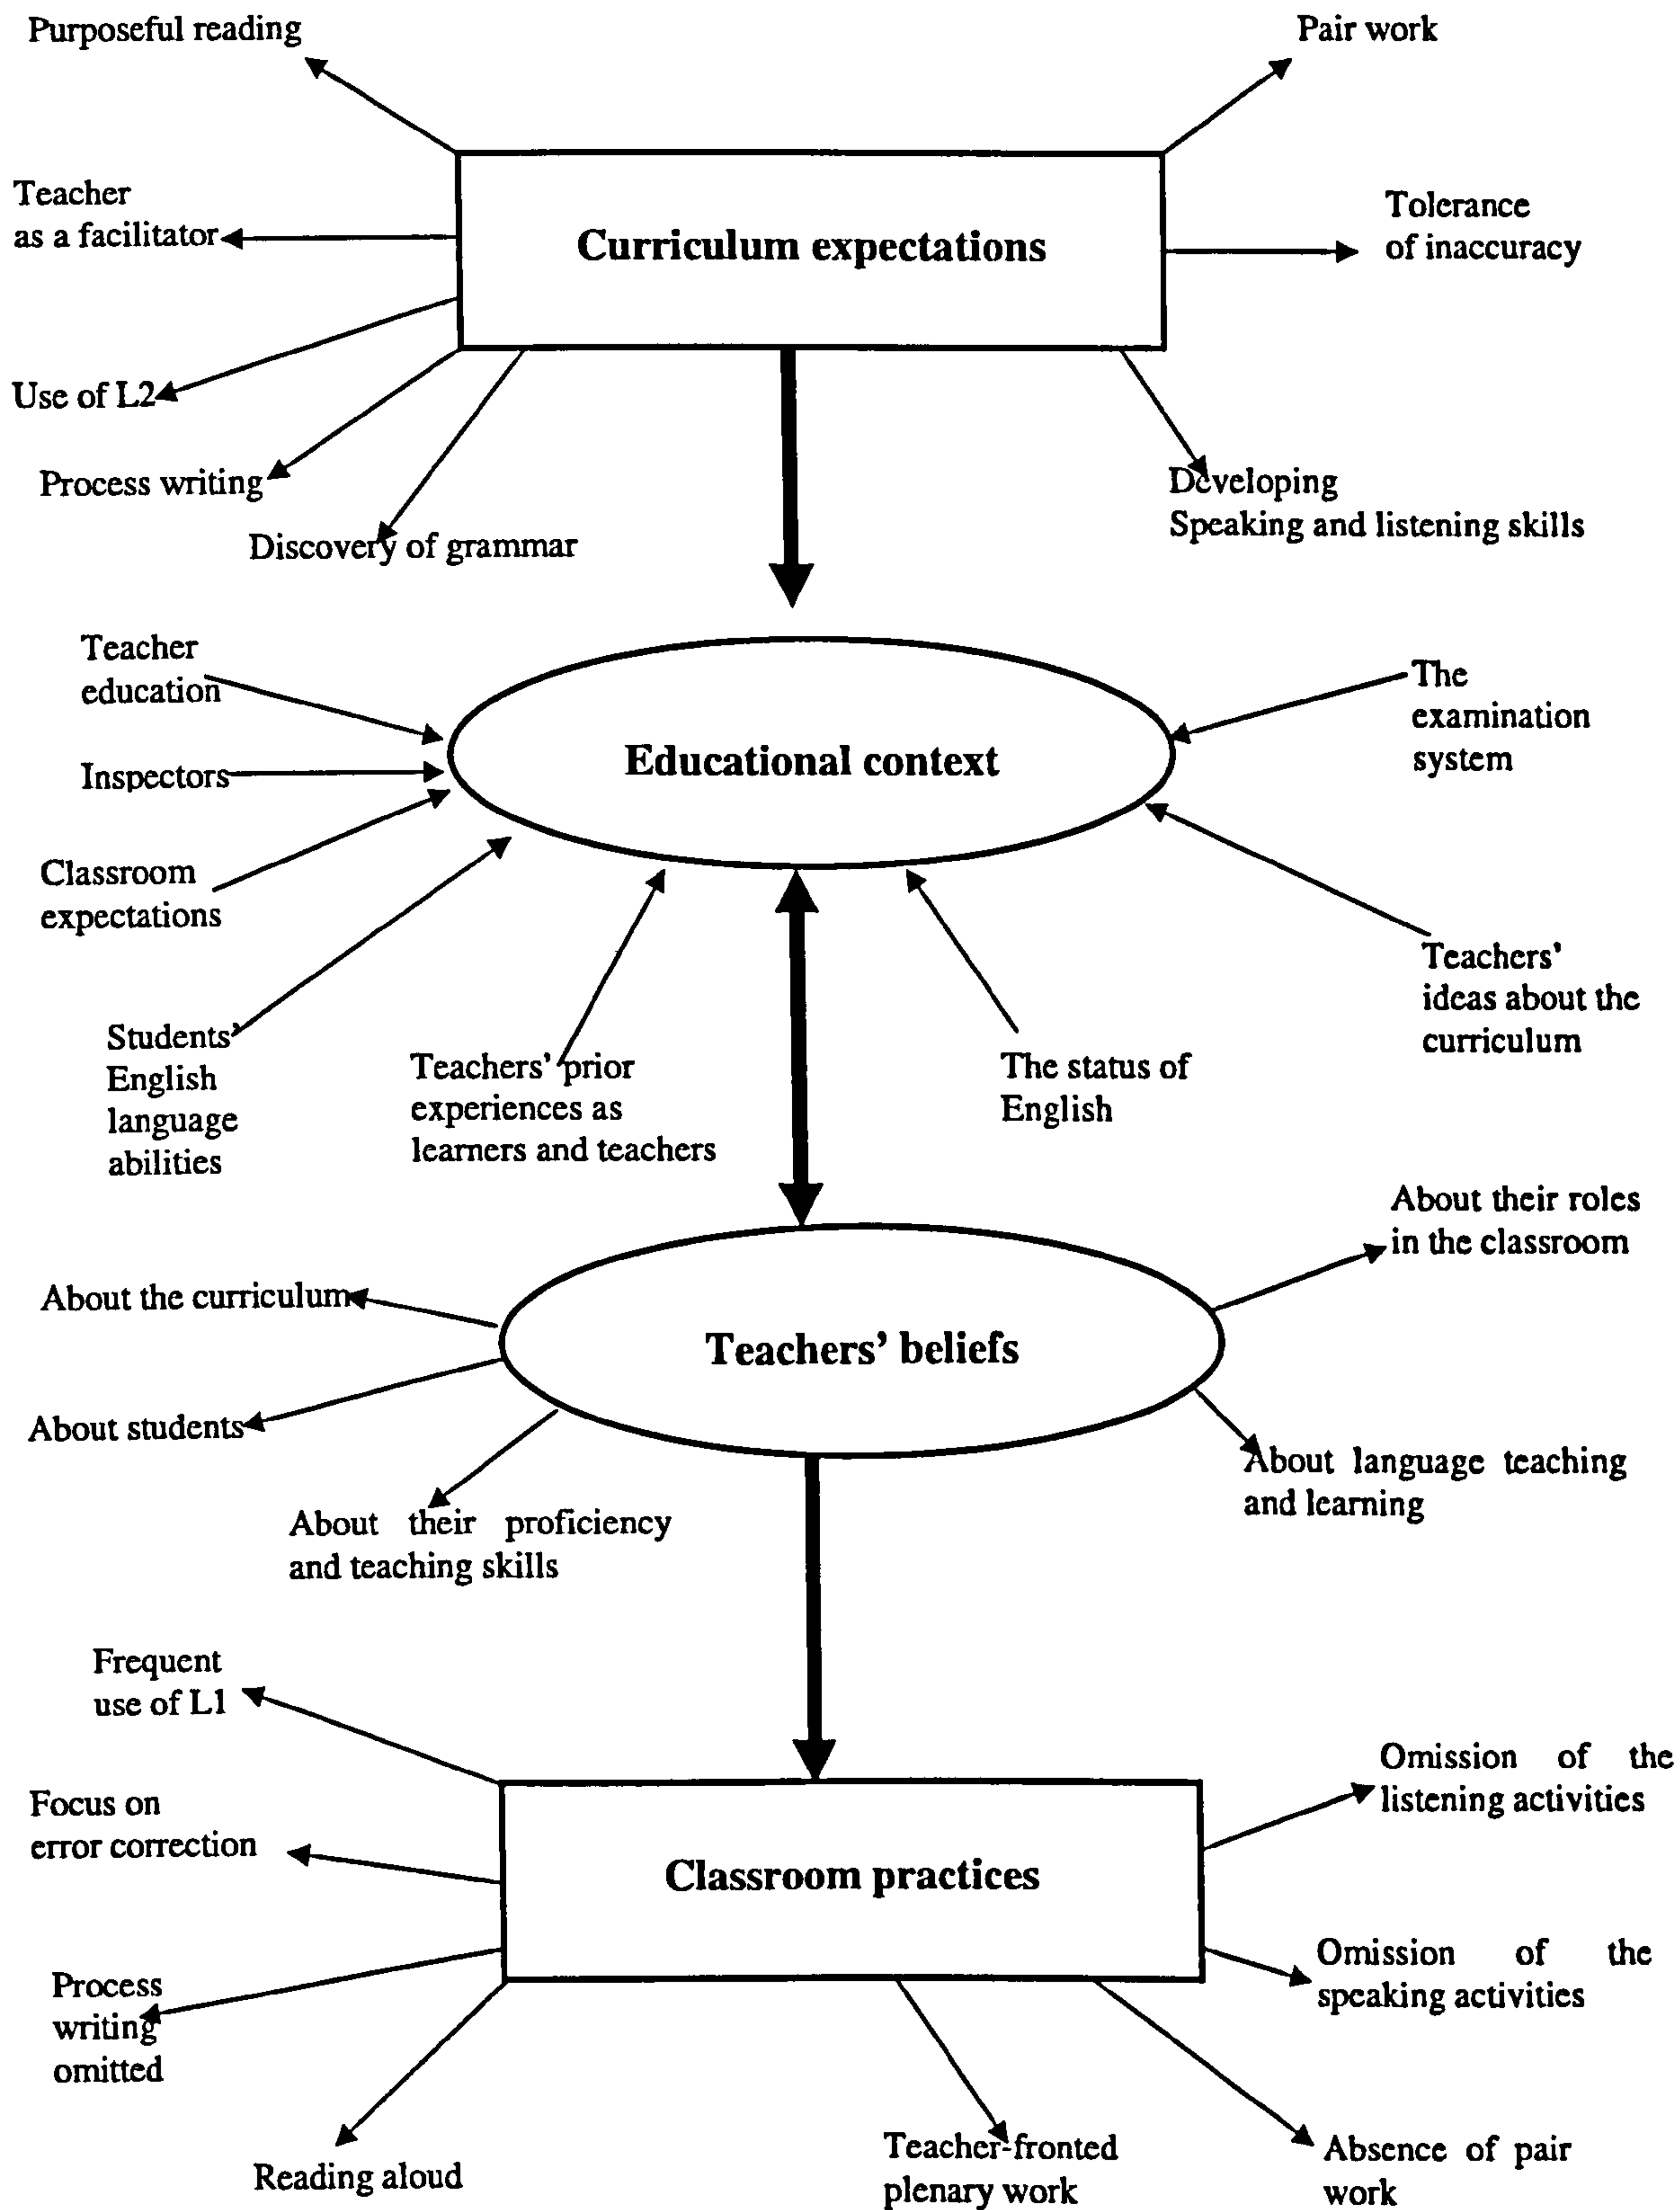 Purposeful reading
Pair work
Teacher
as a facilitator
Curriculum expectations
Tolerance
of inaccuracy
Use of L2
Process writing
Discovery of grammar
Developing
Speaking and listening skills
Teacher
education
Inspectors
Classroom
expectations
Educational context
The
examination
system
Students'
English
language
abilities
Teachers' prior
experiences as
learners and teachers
The status of
English
Teachers'
ideas about the
curriculum
About their roles
in the classroom
About the curriculum
Teachers' beliefs
About students
About language teaching
and learning
About their proficiency
and teaching skills
Frequent
use of L1
Focus on
error correction
Classroom practices
Omission of the
listening activities
Omission of the
speaking activities
Process
writing
omitted
Reading aloud
Teacher-fronted
plenary work
Absence of pair
work